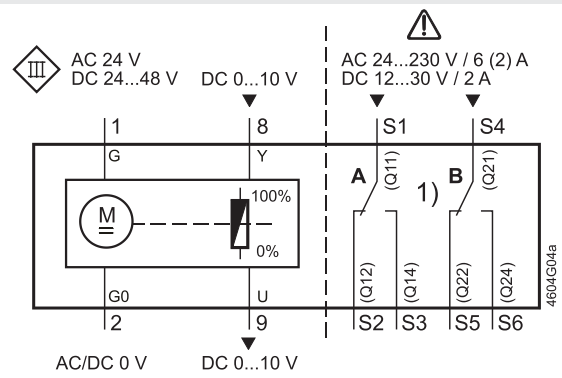 III
AC 24 V
DC 24...48 V
DC 0...10 V
AC 24...230 V / 6 (2) A
DC 12...30 V / 2 A
1
8
S1
S4
G
Y
A
(Q11)
1)
B
(Q21)
M
100%
0%
G0
U
(Q12)
(Q14)
(Q22)
(Q24)
4604G04a
2
9
S2
S3
S5
S6
AC/DC 0 V
DC 0...10 V